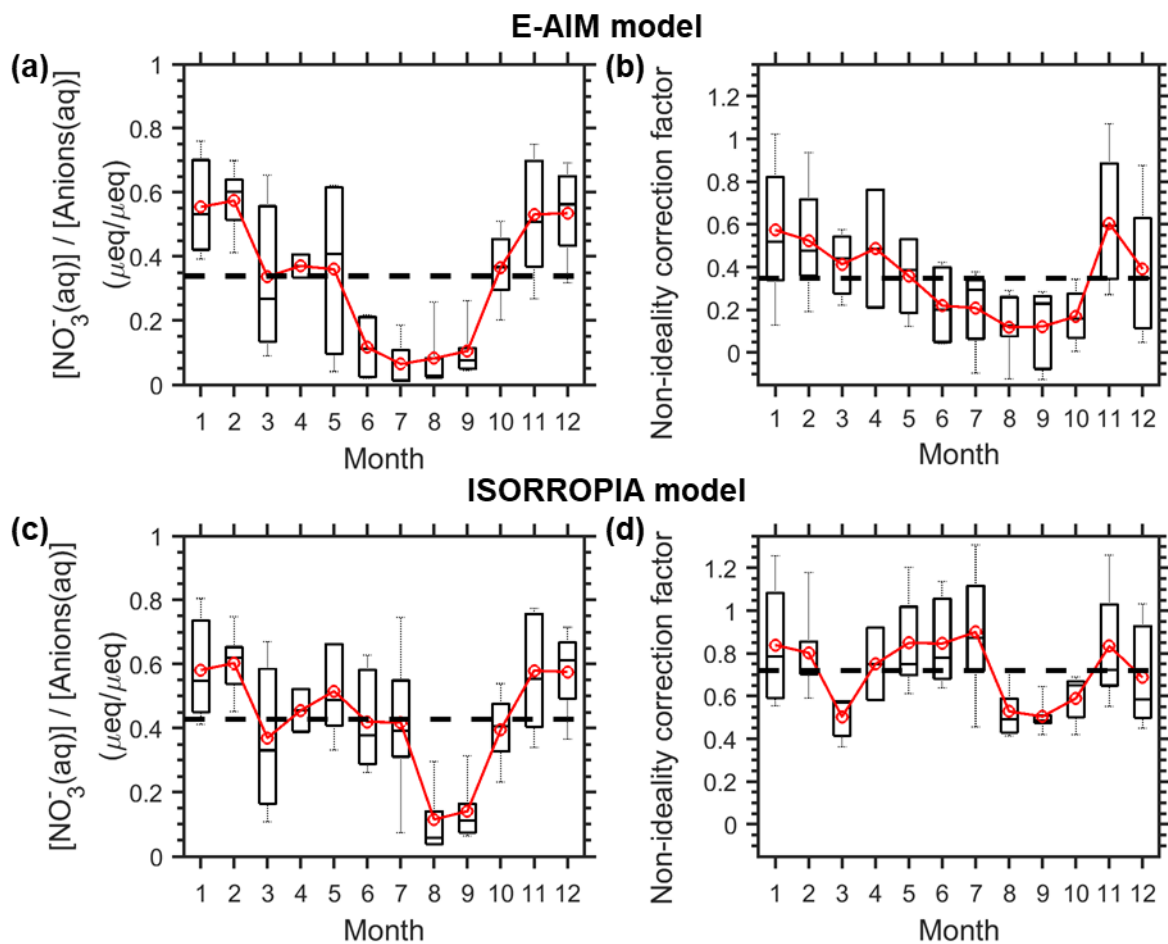 E-AIM model
(a)
[NO3-(aq)] / [Anions(aq)]
(μeq/μeq)
1
0.8
0.6
0.4
0.2
0
1 2 3 4 5 6 7 8 9 10 11 12
Month
(b)
Non-ideality correction factor
1.2
1
0.8
0.6
0.4
0.2
0
1 2 3 4 5 6 7 8 9 10 11 12
Month
ISORROPIA model
(c)
[NO3-(aq)] / [Anions(aq)]
(μeq/μeq)
1
0.8
0.6
0.4
0.2
0
1 2 3 4 5 6 7 8 9 10 11 12
Month
(d)
Non-ideality correction factor
1.2
1
0.8
0.6
0.4
0.2
0
1 2 3 4 5 6 7 8 9 10 11 12
Month